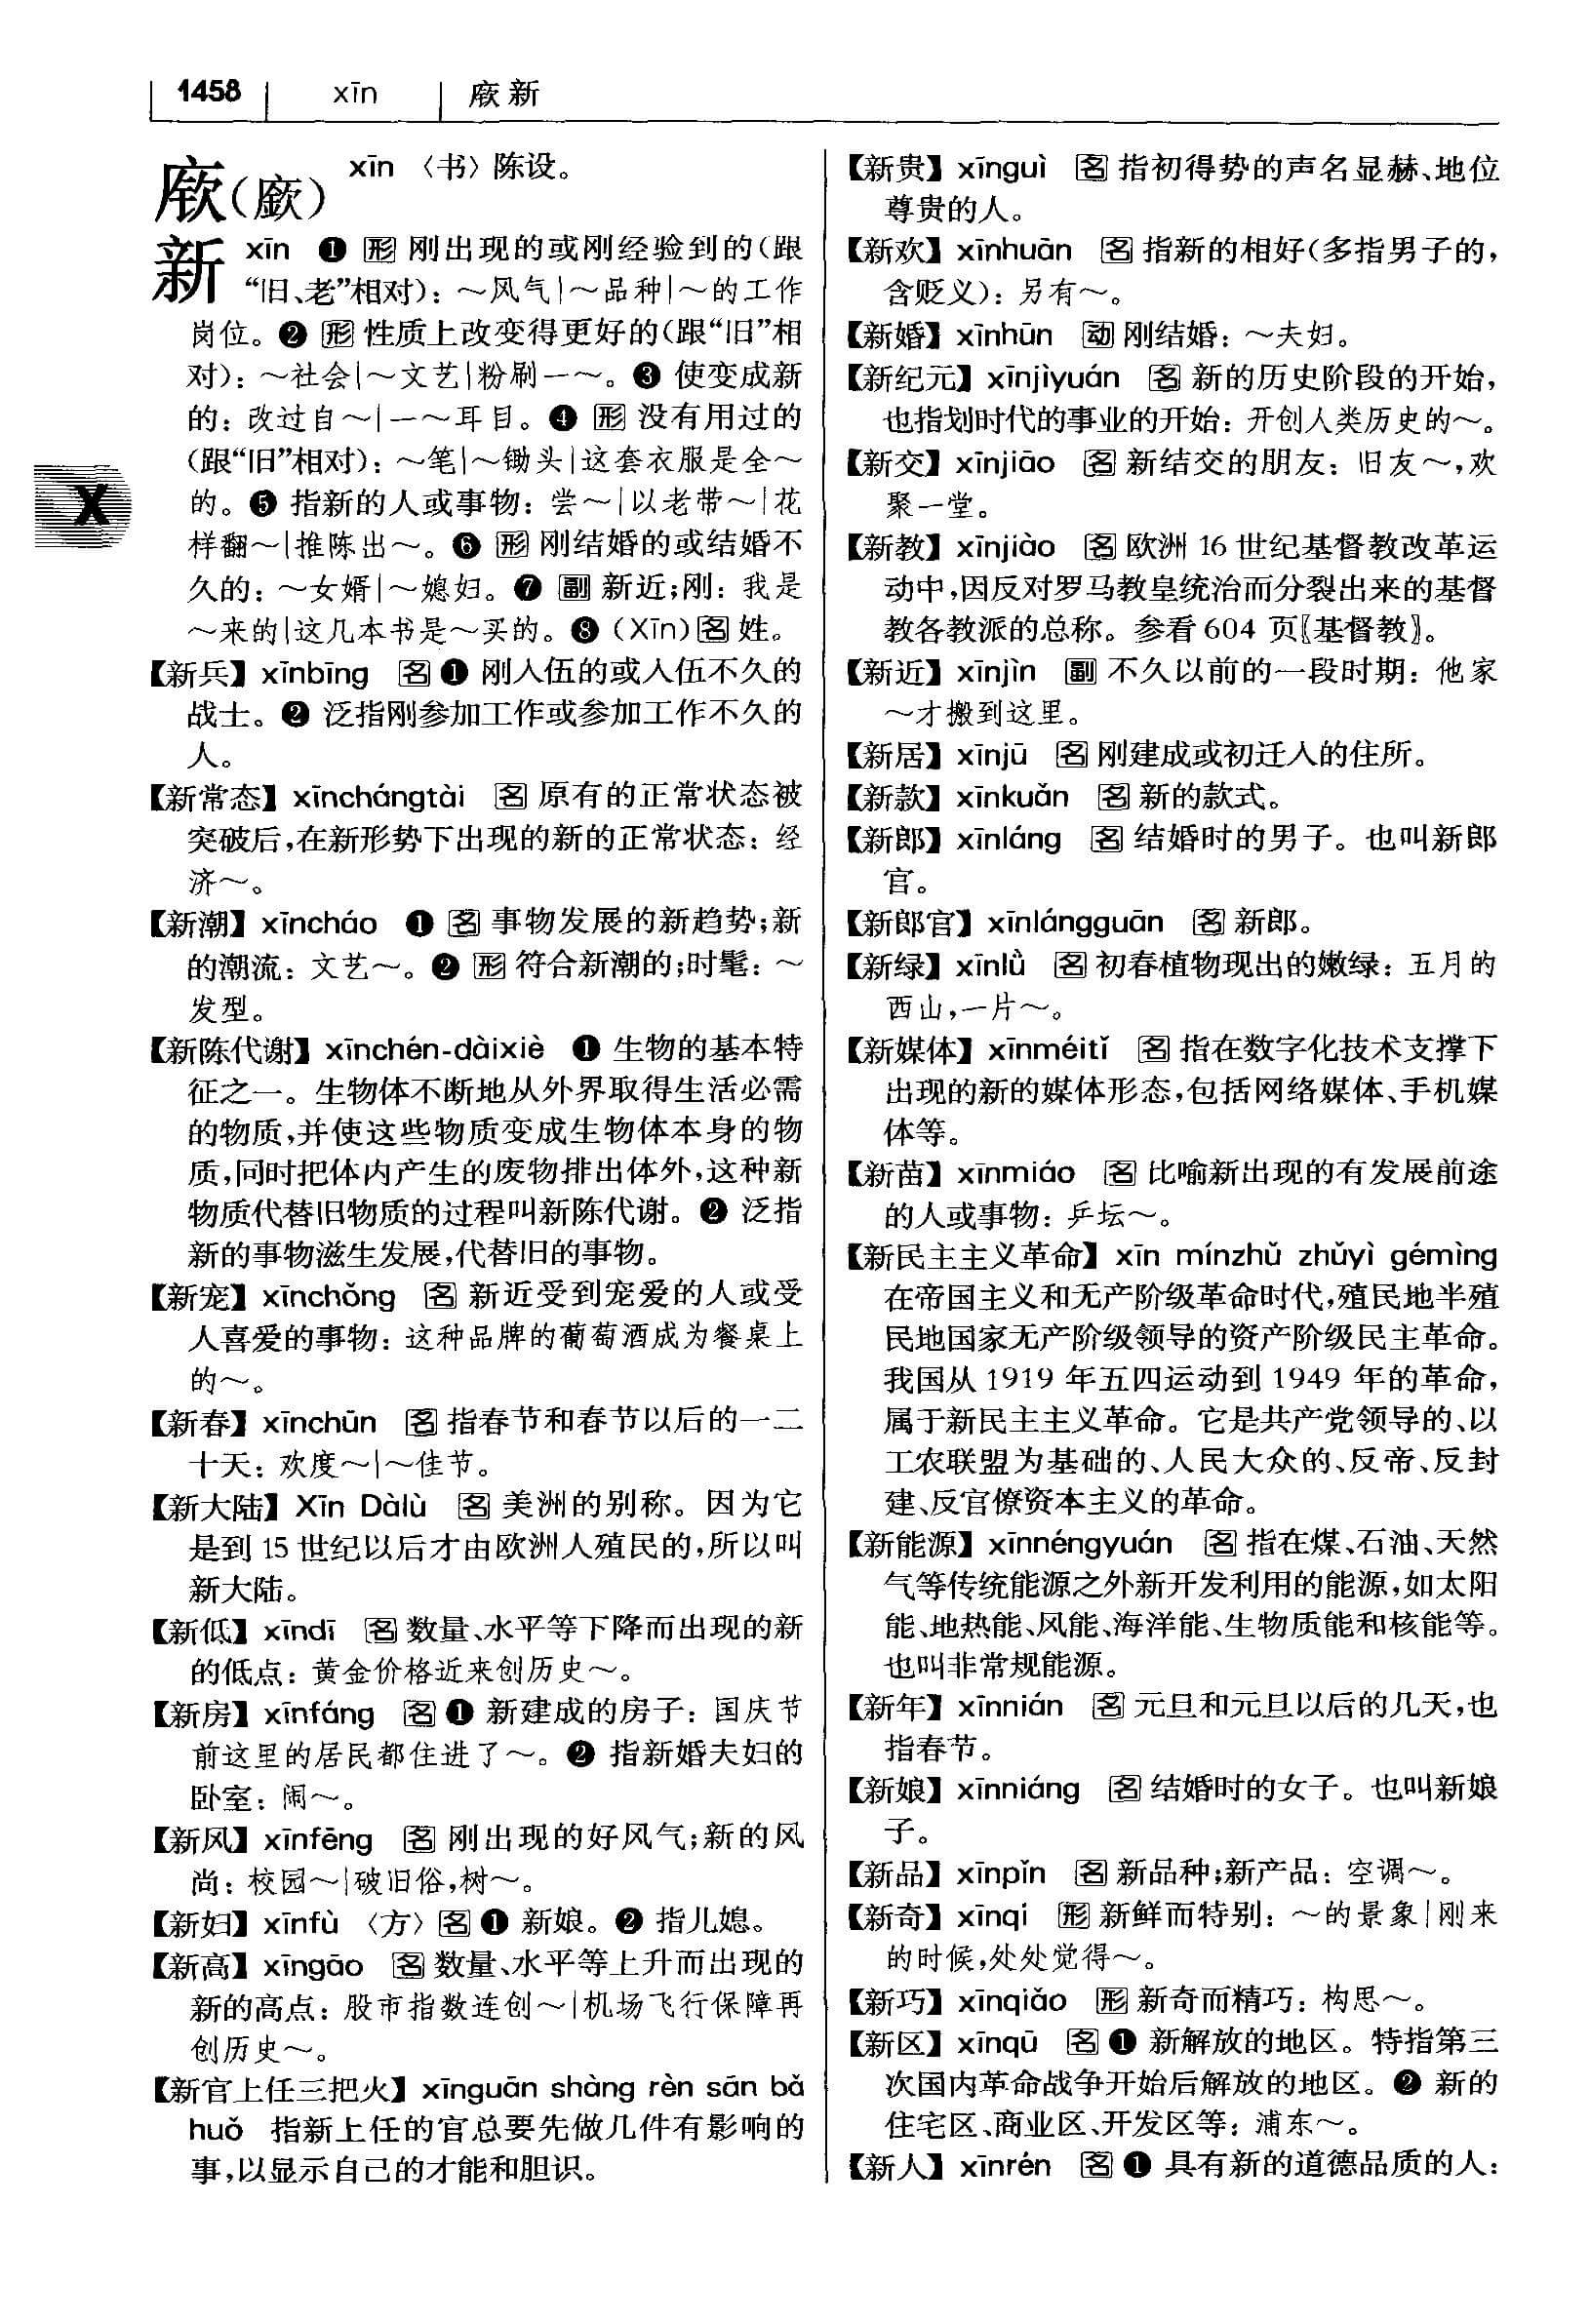 1458 xīn 𫷷新
𫷷(廞) xīn 〈书〉陈设。
新 xīn ❶ 形 刚出现的或刚经验到的(跟
“旧、老”相对)：～风气|～品种|～的工作
岗位。❷ 形 性质上改变得更好的(跟“旧”相
对)：～社会|～文艺|粉刷一～。❸ 使变成新
的：改过自～|一～耳目。❹ 形 没有用过的
(跟“旧”相对)：～笔|～锄头|这套衣服是全～
的。❺ 指新的人或事物：尝～|以老带～|花
样翻～|推陈出～。❻ 形 刚结婚的或结婚不
久的：～女婿|～媳妇。❼ 副 新近;刚：我是
～来的|这几本书是～买的。❽ (Xīn)名 姓。
【新兵】xīnbīng 名 ❶ 刚入伍的或入伍不久的
战士。❷ 泛指刚参加工作或参加工作不久的
人。
【新常态】xīnchángtài 名 原有的正常状态被
突破后,在新形势下出现的新的正常状态：经
济～。
【新潮】xīncháo ❶ 名 事物发展的新趋势;新
的潮流：文艺～。❷ 形 符合新潮的;时髦：～
发型。
【新陈代谢】xīnchén-dàixiè ❶ 生物的基本特
征之一。生物体不断地从外界取得生活必需
的物质,并使这些物质变成生物体本身的物
质,同时把体内产生的废物排出体外,这种新
物质代替旧物质的过程叫新陈代谢。❷ 泛指
新的事物滋生发展,代替旧的事物。
【新宠】xīnchǒng 名 新近受到宠爱的人或受
人喜爱的事物：这种品牌的葡萄酒成为餐桌上
的～。
【新春】xīnchūn 名 指春节和春节以后的一二
十天：欢度～|～佳节。
【新大陆】Xīn Dàlù 名 美洲的别称。因为它
是到15世纪以后才由欧洲人殖民的,所以叫
新大陆。
【新低】xīndī 名 数量、水平等下降而出现的新
的低点：黄金价格近来创历史～。
【新房】xīnfáng 名 ❶ 新建成的房子：国庆节
前这里的居民都住进了～。❷ 指新婚夫妇的
卧室：闹～。
【新风】xīnfēng 名 刚出现的好风气;新的风
尚：校园～|破旧俗,树～。
【新妇】xīnfù 〈方〉名 ❶ 新娘。❷ 指儿媳。
【新高】xīngāo 名 数量、水平等上升而出现的
新的高点：股市指数连创～|机场飞行保障再
创历史～。
【新官上任三把火】xīnguān shàng rèn sān bǎ
huǒ 指新上任的官总要先做几件有影响的
事,以显示自己的才能和胆识。
【新贵】xīnguì 名 指初得势的声名显赫、地位
尊贵的人。
【新欢】xīnhuān 名 指新的相好(多指男子的,
含贬义)：另有～。
【新婚】xīnhūn 动 刚结婚：～夫妇。
【新纪元】xīnjìyuán 名 新的历史阶段的开始,
也指划时代的事业的开始：开创人类历史的～。
【新交】xīnjiāo 名 新结交的朋友：旧友～,欢
聚一堂。
【新教】xīnjiào 名 欧洲16世纪基督教改革运
动中,因反对罗马教皇统治而分裂出来的基督
教各教派的总称。参看604页〖基督教〗。
【新近】xīnjìn 副 不久以前的一段时期：他家
～才搬到这里。
【新居】xīnjū 名 刚建成或初迁入的住所。
【新款】xīnkuǎn 名 新的款式。
【新郎】xīnláng 名 结婚时的男子。也叫新郎
官。
【新郎官】xīnlángguān 名 新郎。
【新绿】xīnlǜ 名 初春植物现出的嫩绿：五月的
西山,一片～。
【新媒体】xīnméitǐ 名 指在数字化技术支撑下
出现的新的媒体形态,包括网络媒体、手机媒
体等。
【新苗】xīnmiáo 名 比喻新出现的有发展前途
的人或事物：乒坛～。
【新民主主义革命】xīn mínzhǔ zhǔyì gémìng
在帝国主义和无产阶级革命时代,殖民地半殖
民地国家无产阶级领导的资产阶级民主革命。
我国从1919年五四运动到1949年的革命,
属于新民主主义革命。它是共产党领导的、以
工农联盟为基础的、人民大众的、反帝、反封
建、反官僚资本主义的革命。
【新能源】xīnnéngyuán 名 指在煤、石油、天然
气等传统能源之外新开发利用的能源,如太阳
能、地热能、风能、海洋能、生物质能和核能等。
也叫非常规能源。
【新年】xīnnián 名 元旦和元旦以后的几天,也
指春节。
【新娘】xīnniáng 名 结婚时的女子。也叫新娘
子。
【新品】xīnpǐn 名 新品种;新产品：空调～。
【新奇】xīnqí 形 新鲜而特别：～的景象|刚来
的时候,处处觉得～。
【新巧】xīnqiǎo 形 新奇而精巧：构思～。
【新区】xīnqū 名 ❶ 新解放的地区。特指第三
次国内革命战争开始后解放的地区。❷ 新的
住宅区、商业区、开发区等：浦东～。
【新人】xīnrén 名 ❶ 具有新的道德品质的人：
X